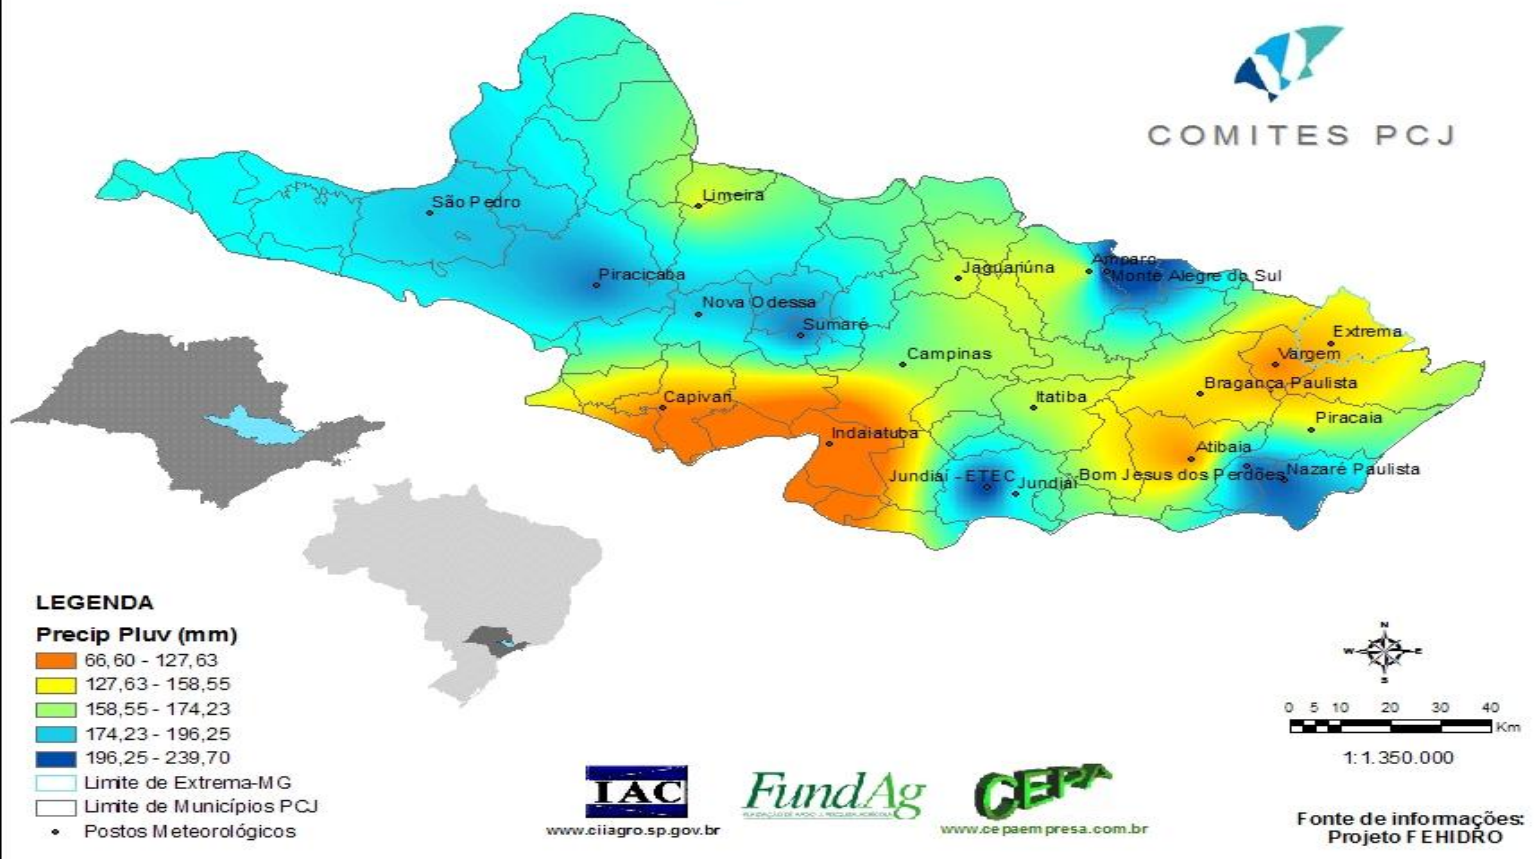 COMITES PCJ
São Pedro
Limeira
Piracicaba
Nova Odessa
Sumaré
Jaguariúna
Amparo
Monte Alegre do Sul
Extrema
Vargem
Campinas
Bragança Paulista
Capivari
Itatiba
Piracaia
Indaiatuba
Atibaia
Jundiaí - ETEC
Jundiaí
Bom Jesus dos Perdões
Nazaré Paulista
LEGENDA
Precip Pluv (mm)
66,60 - 127,63
127,63 - 158,55
158,55 - 174,23
174,23 - 196,25
196,25 - 239,70
Limite de Extrema-MG
Limite de Municípios PCJ
Postos Meteorológicos
IAC
www.ciiagro.sp.gov.br
FundAg
FUNDAÇÃO DE APOIO À PESQUISA AGRÍCOLA
CEPA
www.cepaempresa.com.br
N
W E
S
0 5 10 20 30 40
Km
1:1.350.000
Fonte de informações:
Projeto FEHIDRO